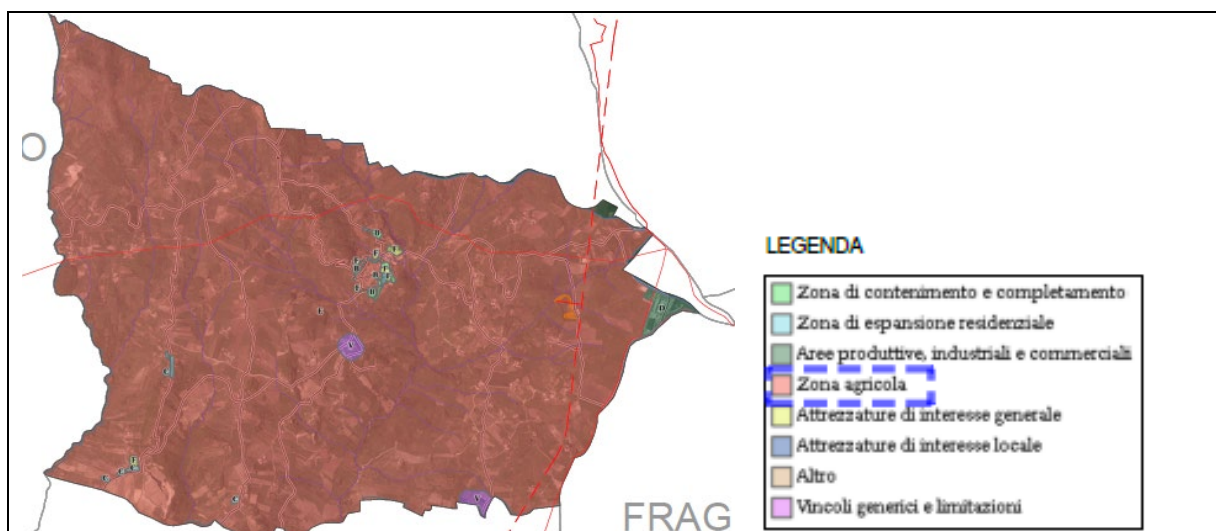 O
FRAG
LEGENDA
Zona di contenimento e completamento
Zona di espansione residenziale
Aree produttive, industriali e commerciali
Zona agricola
Attrezzature di interesse generale
Attrezzature di interesse locale
Altro
Vincoli generici e limitazioni
D